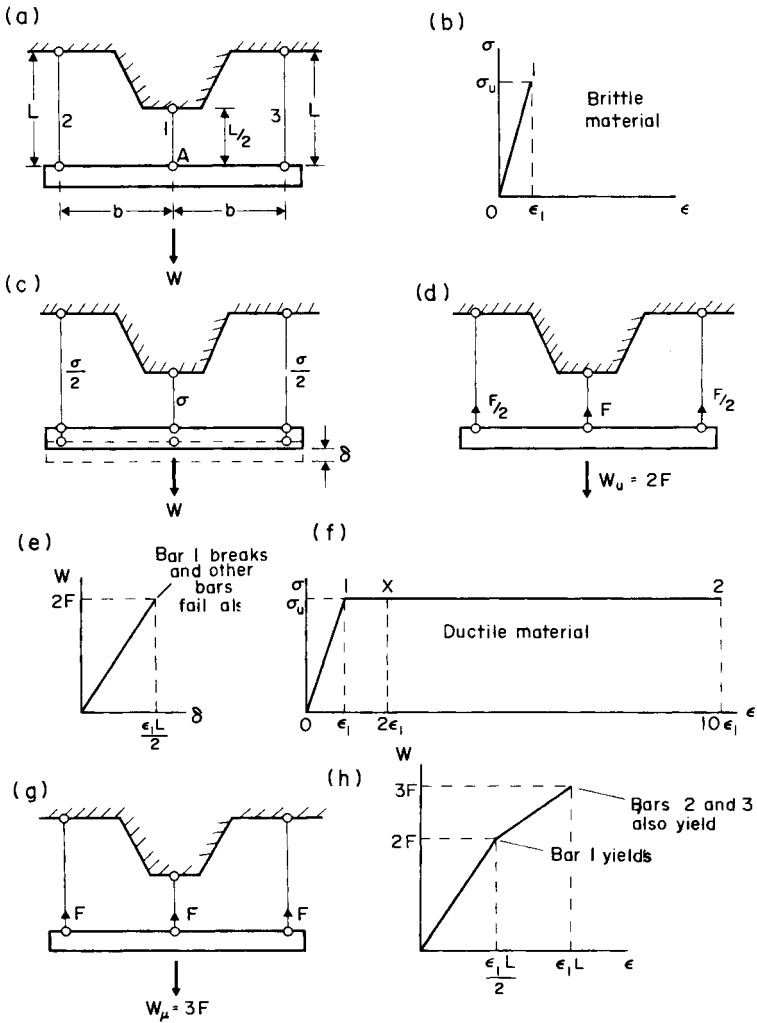 (a)
L
2
1
A
L/2
3
L
b
b
W
(b)
σ
σu
Brittle
material
O
ϵ1
ϵ
(c)
σ/2
σ
σ/2
δ
W
(d)
F/2
F
F/2
Wu = 2F
(e)
W
2F
Bar 1 breaks
and other
bars
fail als
ϵ1L/2
δ
(f)
σ
σu
1
X
2
Ductile material
O
ϵ1
2ϵ1
10ϵ1
ϵ
(g)
F
F
F
Wμ = 3F
(h)
W
3F
2F
Bars 2 and 3
also yield
Bar 1 yields
ϵ1L/2
ϵ1L
ϵ